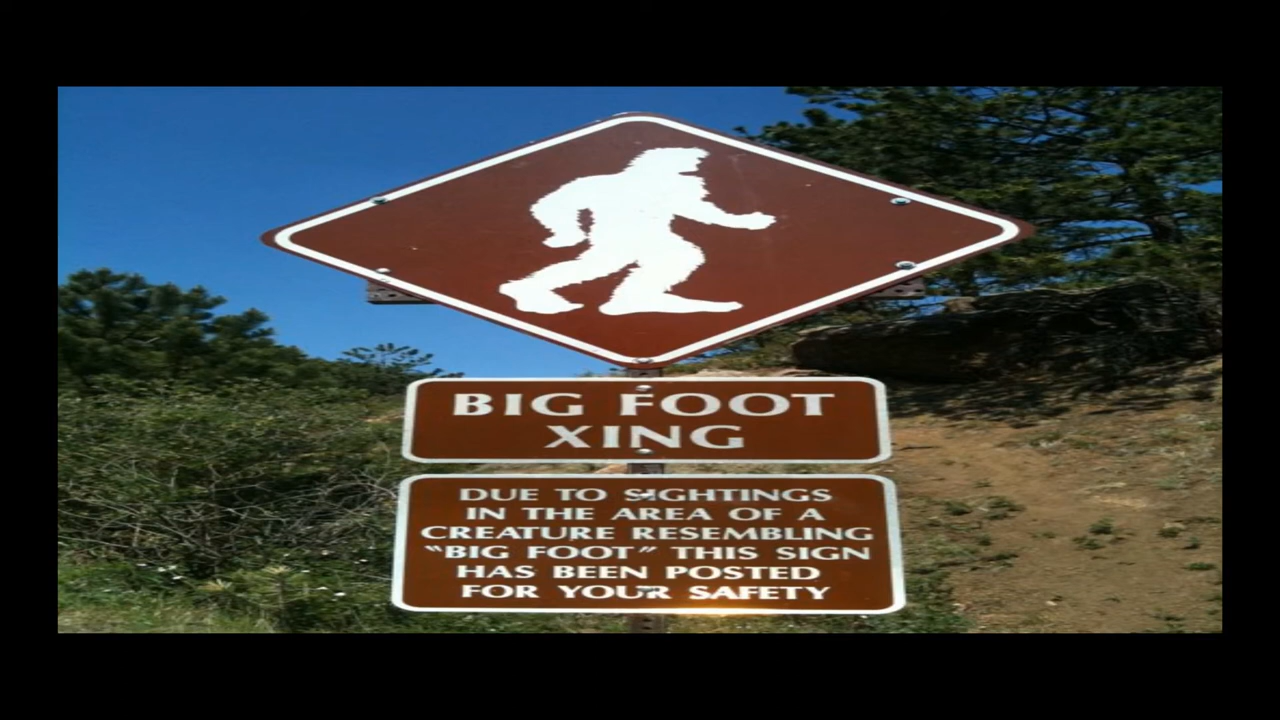 BIG FOOT
XING
DUE TO SIGHTINGS
IN THE AREA OF A
CREATURE RESEMBLING
"BIG FOOT" THIS SIGN
HAS BEEN POSTED
FOR YOUR SAFETY